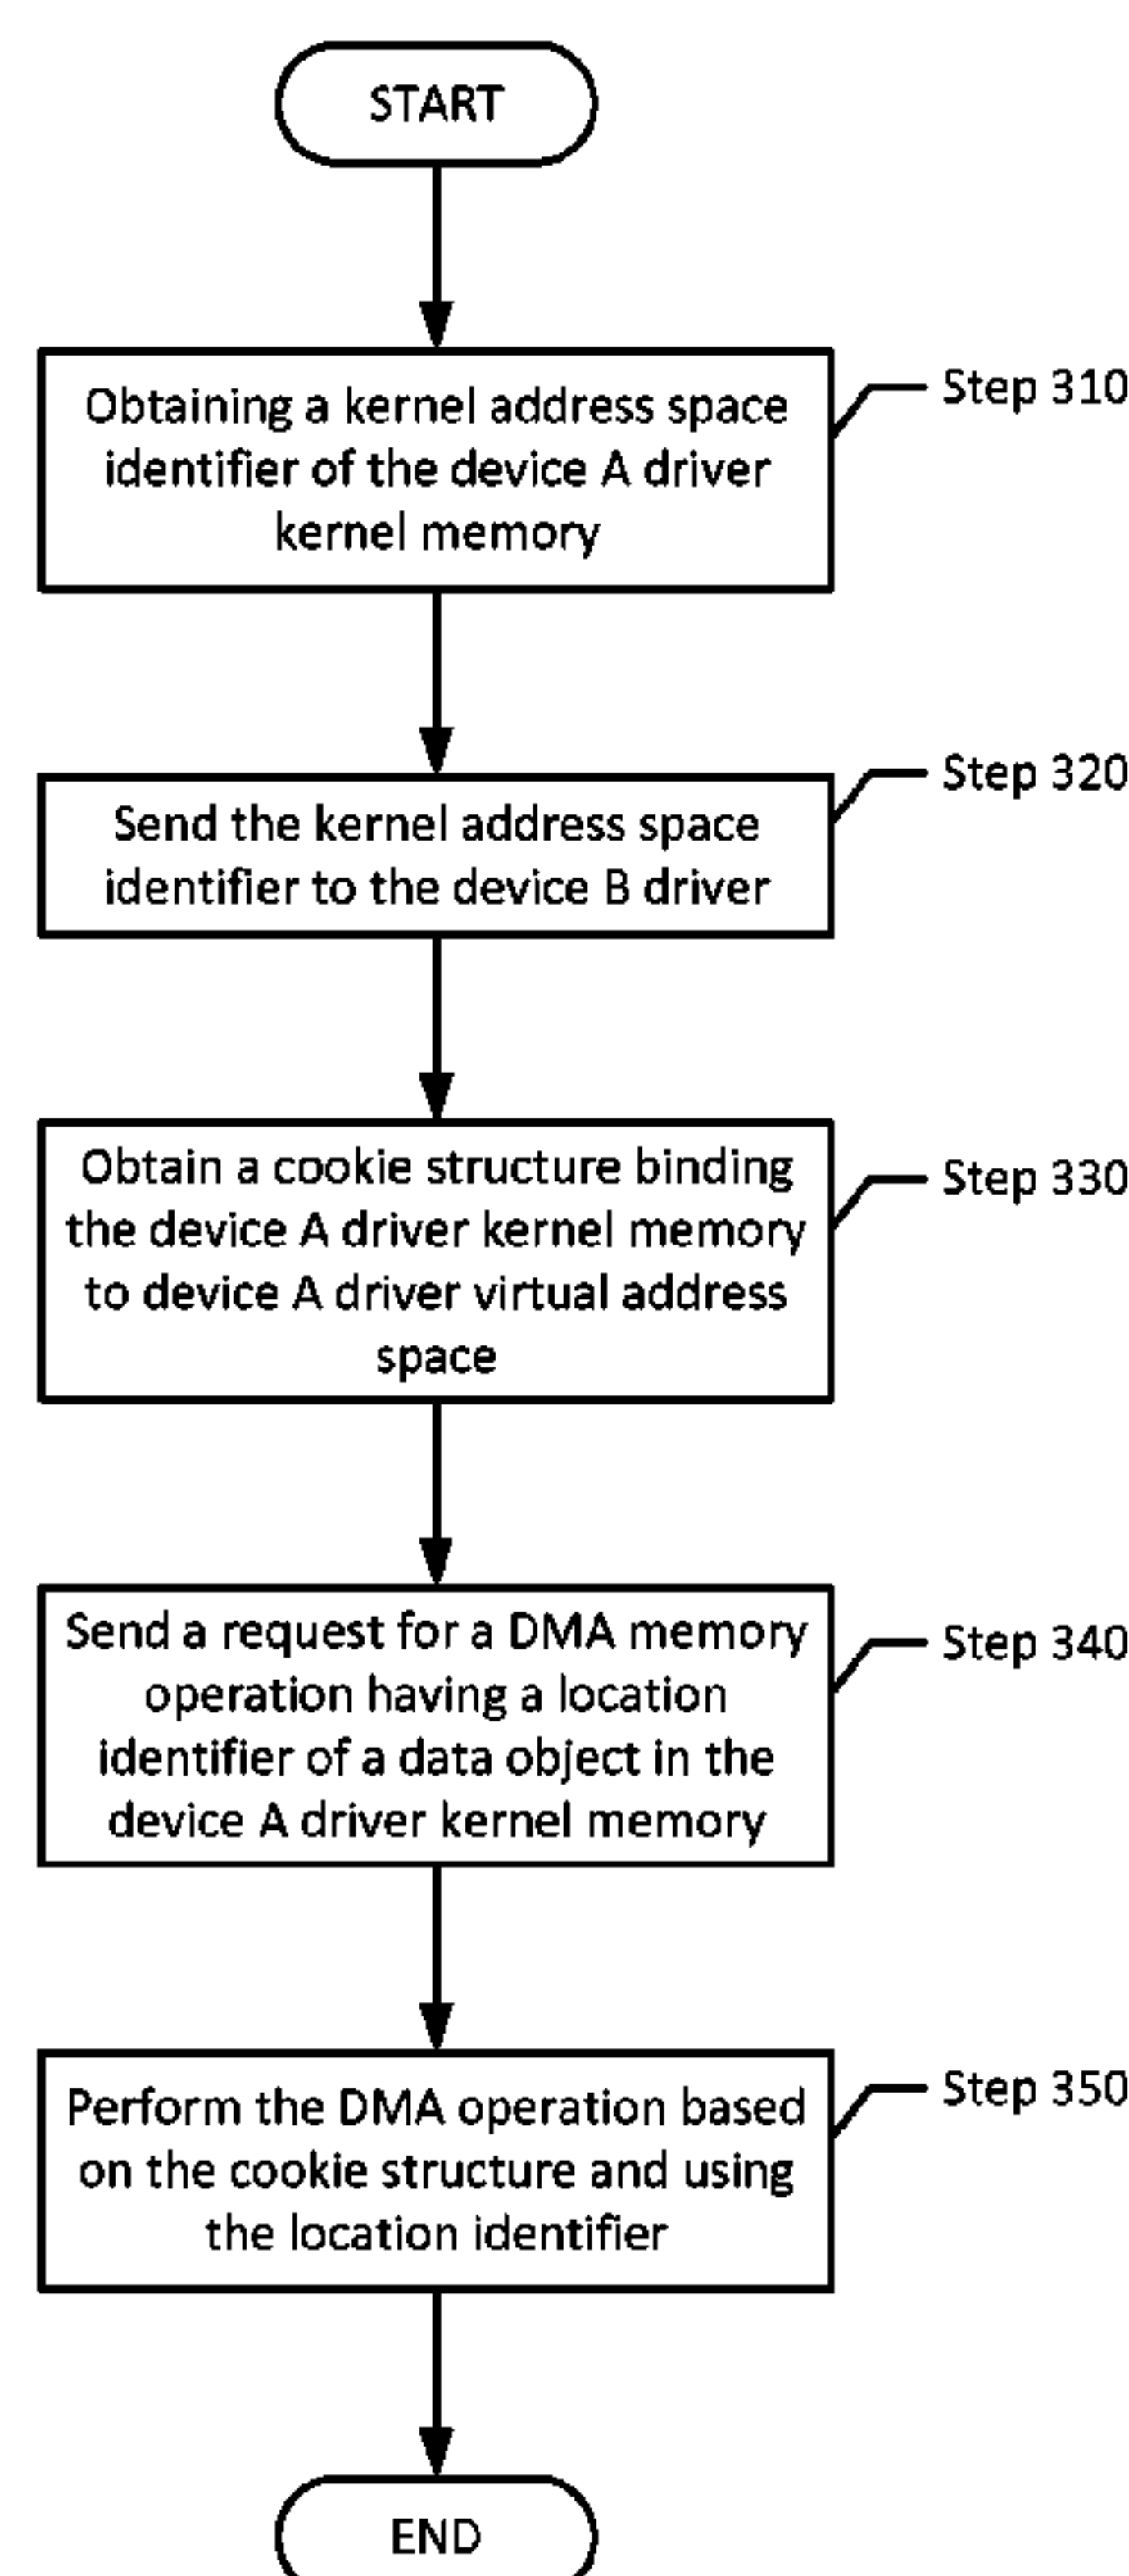 START
Obtaining a kernel address space
identifier of the device A driver
kernel memory
Step 310
Send the kernel address space
identifier to the device B driver
Step 320
Obtain a cookie structure binding
the device A driver kernel memory
to device A driver virtual address
space
Step 330
Send a request for a DMA memory
operation having a location
identifier of a data object in the
device A driver kernel memory
Step 340
Perform the DMA operation based
on the cookie structure and using
the location identifier
Step 350
END